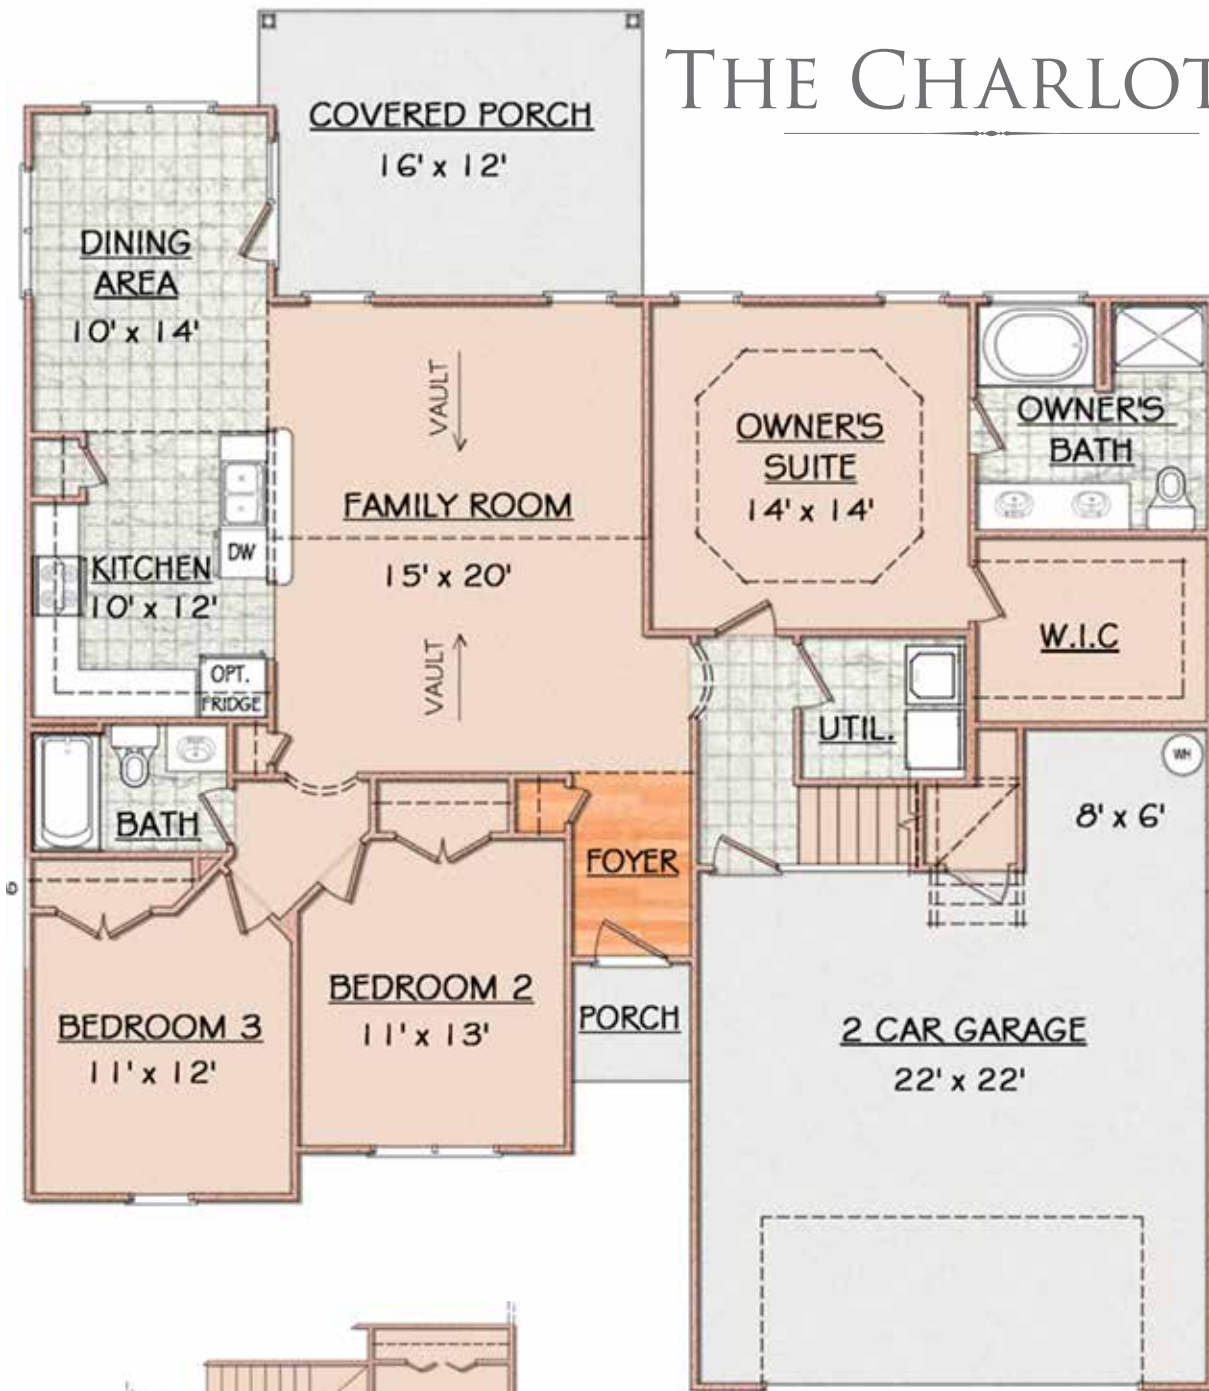 THE CHARLOT
COVERED PORCH
16' x 12'
DINING
AREA
10' x 14'
VAULT
OWNER'S
SUITE
14' x 14'
OWNER'S
BATH
FAMILY ROOM
15' x 20'
DW
KITCHEN
10' x 12'
W.I.C
VAULT
OPT.
FRIDGE
UTIL.
WH
BATH
8' x 6'
FOYER
BEDROOM 2
11' x 13'
BEDROOM 3
11' x 12'
PORCH
2 CAR GARAGE
22' x 22'